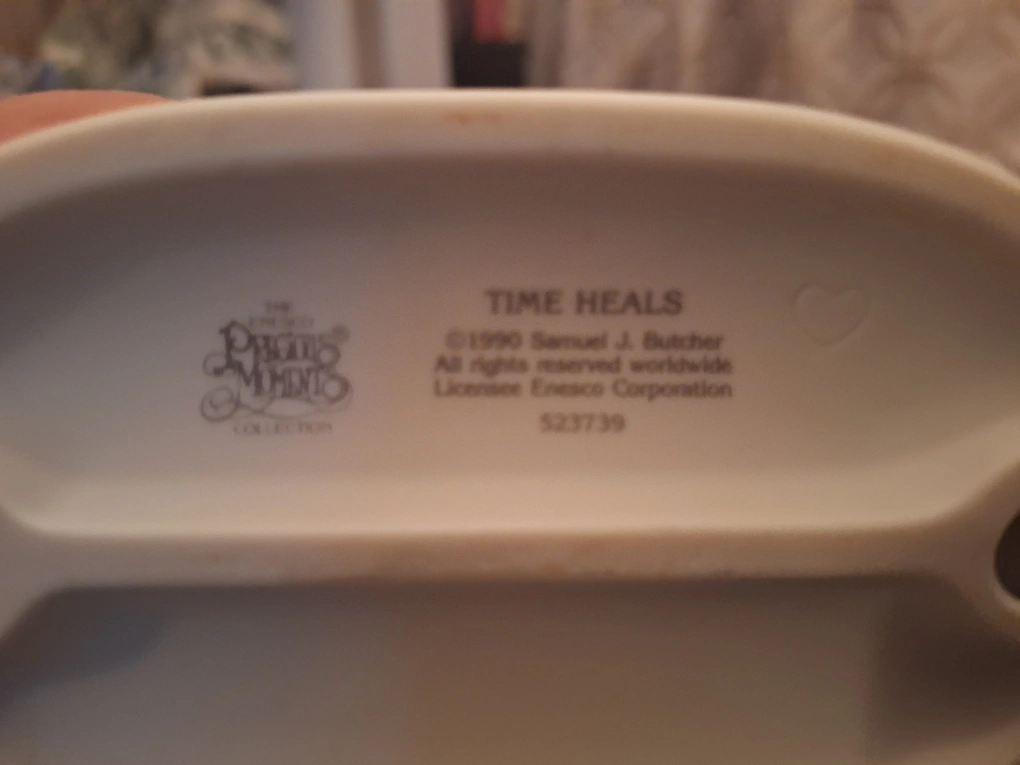 THE
ENESCO
PRECIOUS®
MOMENTS
COLLECTION
TIME HEALS
©1990 Samuel J. Butcher
All rights reserved worldwide
Licensee Enesco Corporation
523739